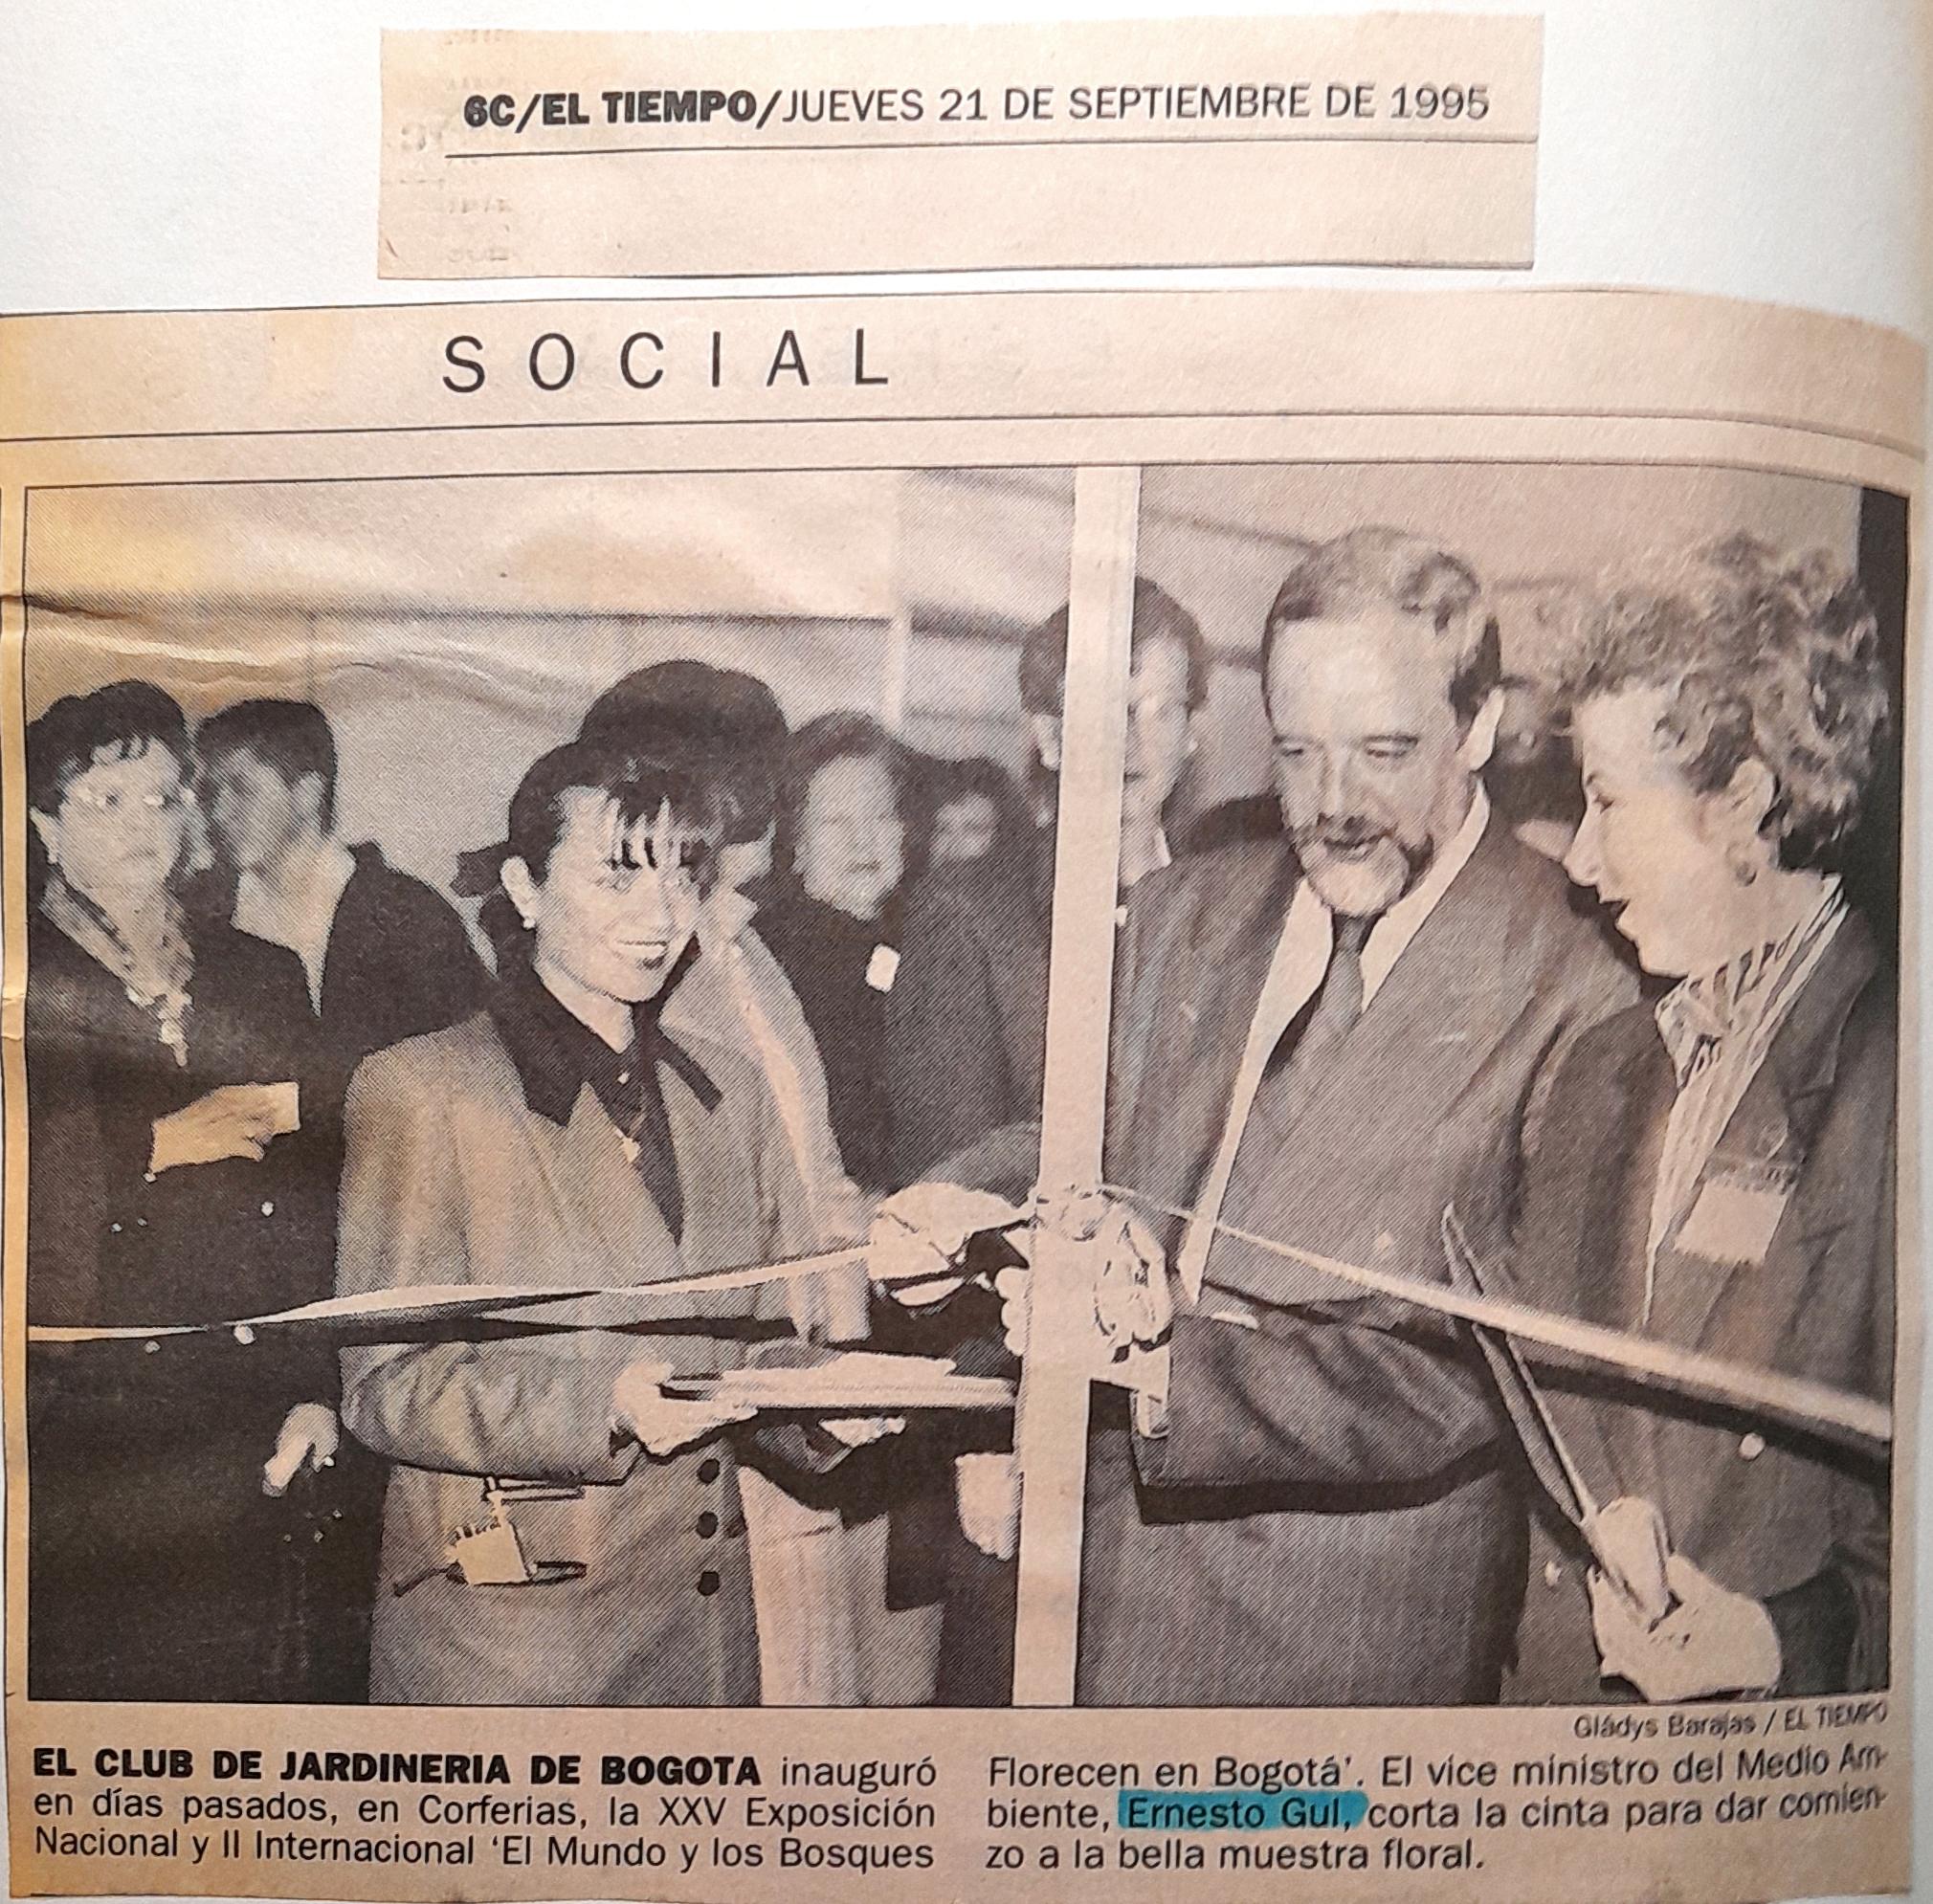 6C/EL TIEMPO/JUEVES 21 DE SEPTIEMBRE DE 1995
SOCIAL
Gládys Barajas / EL TIEMPO
EL CLUB DE JARDINERIA DE BOGOTA inauguró
en días pasados, en Corferias, la XXV Exposición
Nacional y II Internacional ‘El Mundo y los Bosques
Florecen en Bogotá’. El vice ministro del Medio Am-
biente, Ernesto Gul, corta la cinta para dar comien-
zo a la bella muestra floral.